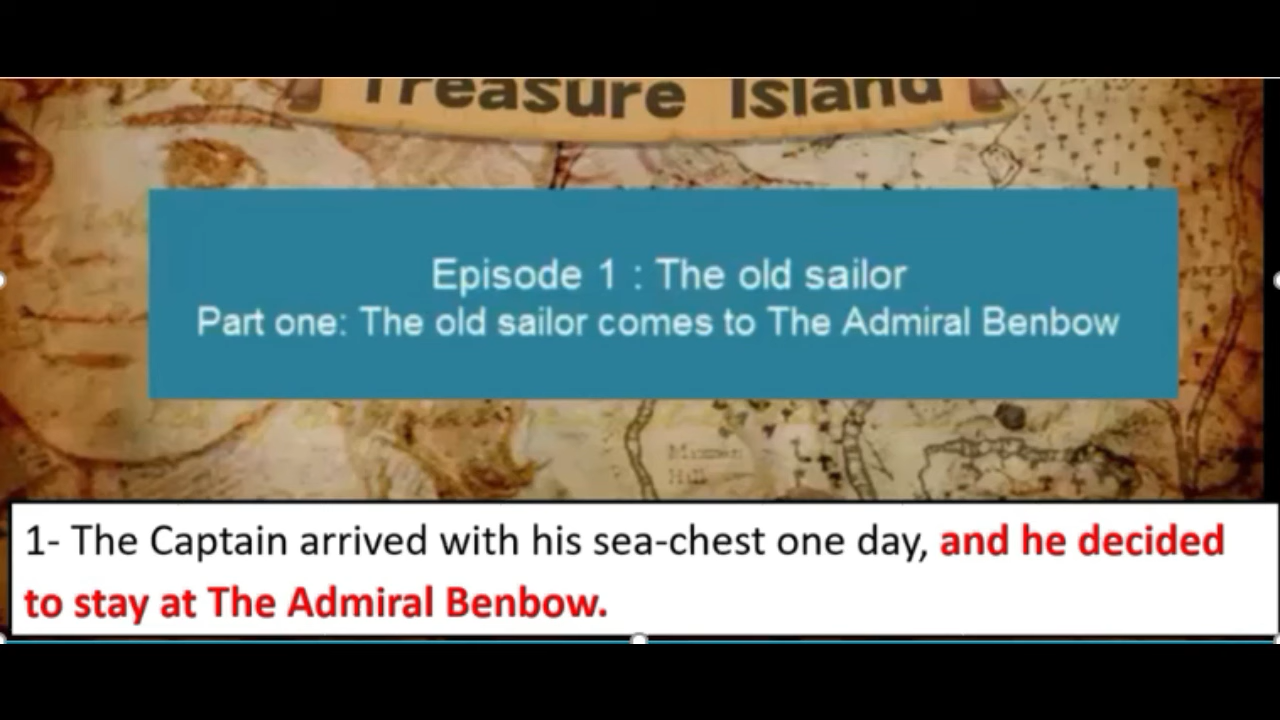 Treasure Island
Episode 1 : The old sailor
Part one: The old sailor comes to The Admiral Benbow
1- The Captain arrived with his sea-chest one day, and he decided
to stay at The Admiral Benbow.